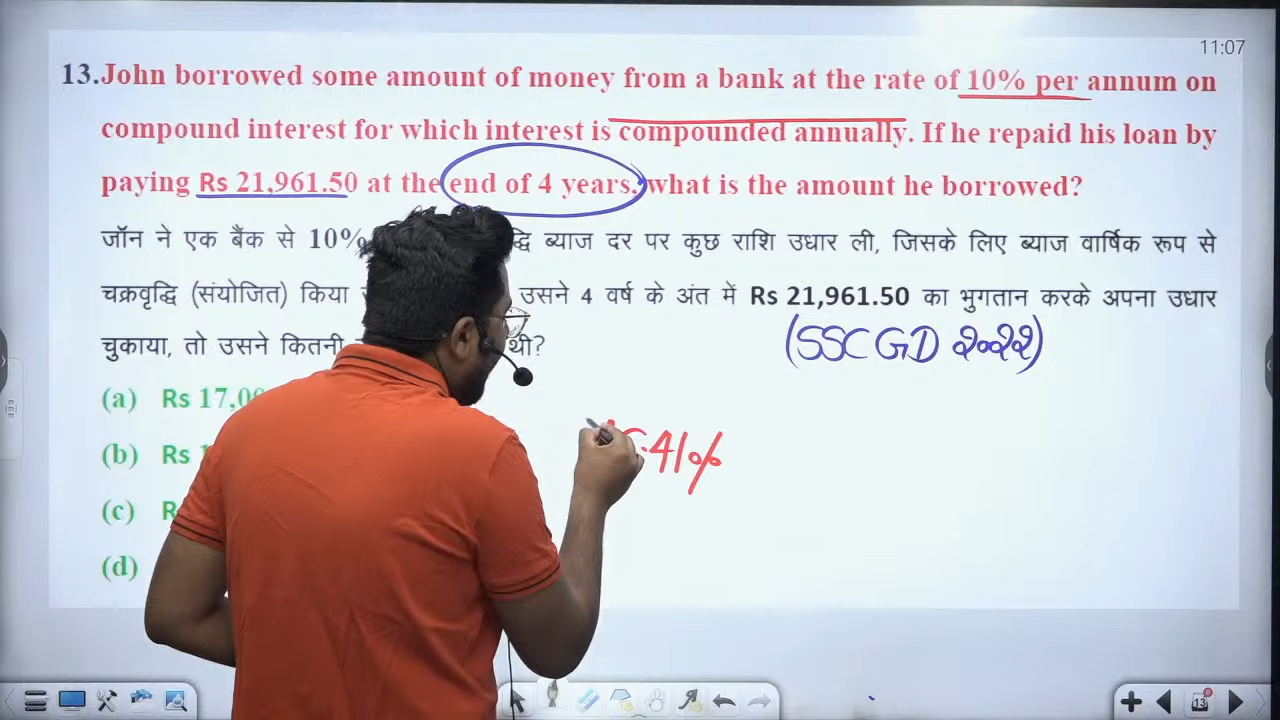 11:07
13.John borrowed some amount of money from a bank at the rate of 10% per annum on
compound interest for which interest is compounded annually. If he repaid his loan by
paying Rs 21,961.50 at the end of 4 years, what is the amount he borrowed?
जॉन ने एक बैंक से 10% ब्याज दर पर कुछ राशि उधार ली, जिसके लिए ब्याज वार्षिक रूप से
चक्रवृद्धि (संयोजित) किया उसने 4 वर्ष के अंत में Rs 21,961.50 का भुगतान करके अपना उधार
चुकाया, तो उसने कितनी थी?
(SSC GD २०२२)
(a) Rs
(b) Rs
(c)
(d)
41%
13